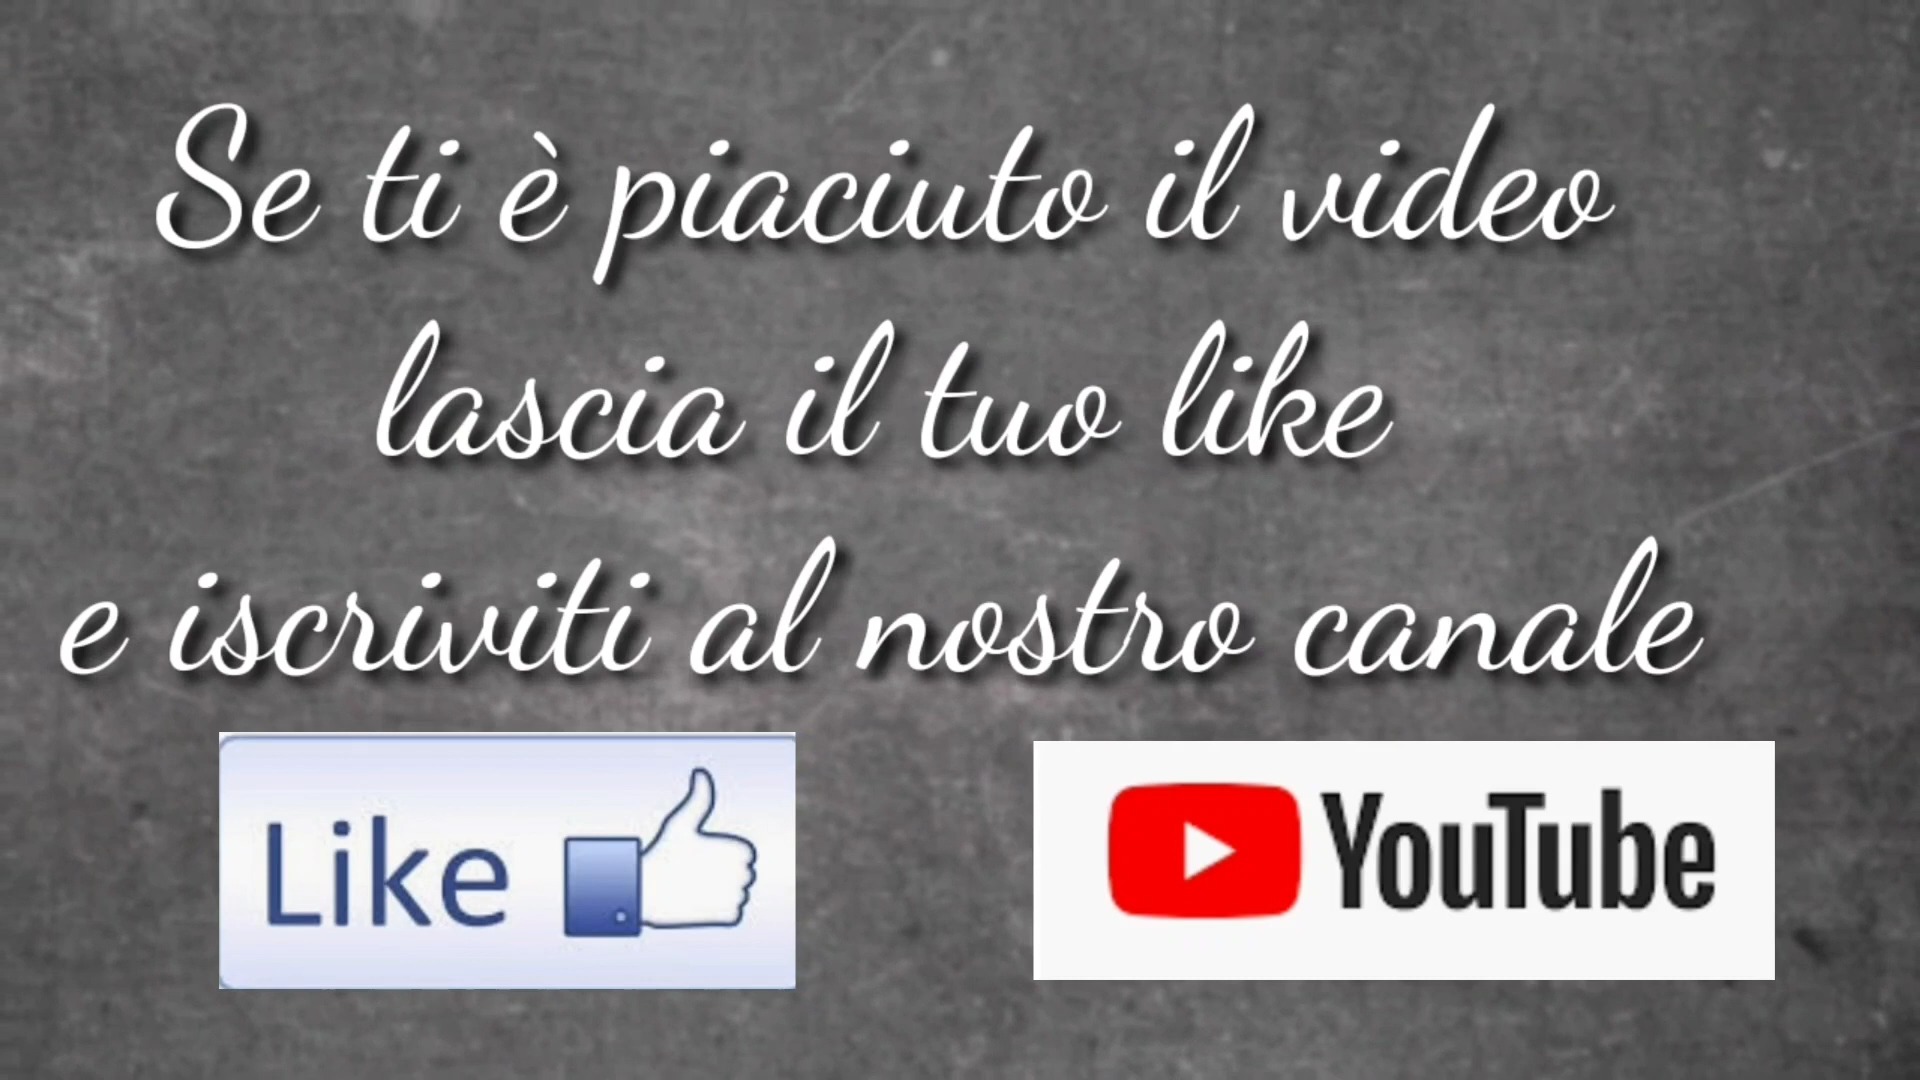 Se ti è piaciuto il video
lascia il tuo like
e iscriviti al nostro canale
Like
YouTube